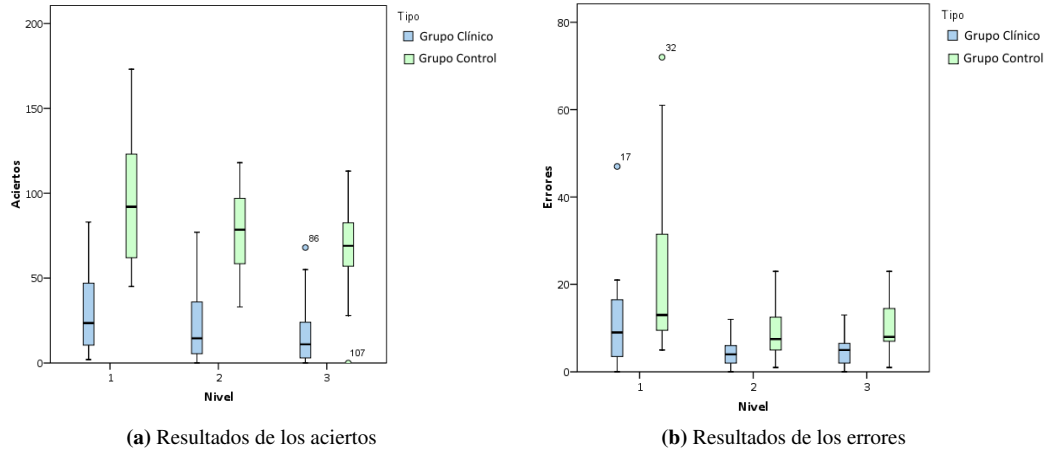 Tipo
Grupo Clínico
Grupo Control
200
150
100
50
0
Aciertos
86
107
1
2
3
Nivel
(a) Resultados de los aciertos
Tipo
Grupo Clínico
Grupo Control
80
60
40
20
0
Errores
17
32
1
2
3
Nivel
(b) Resultados de los errores